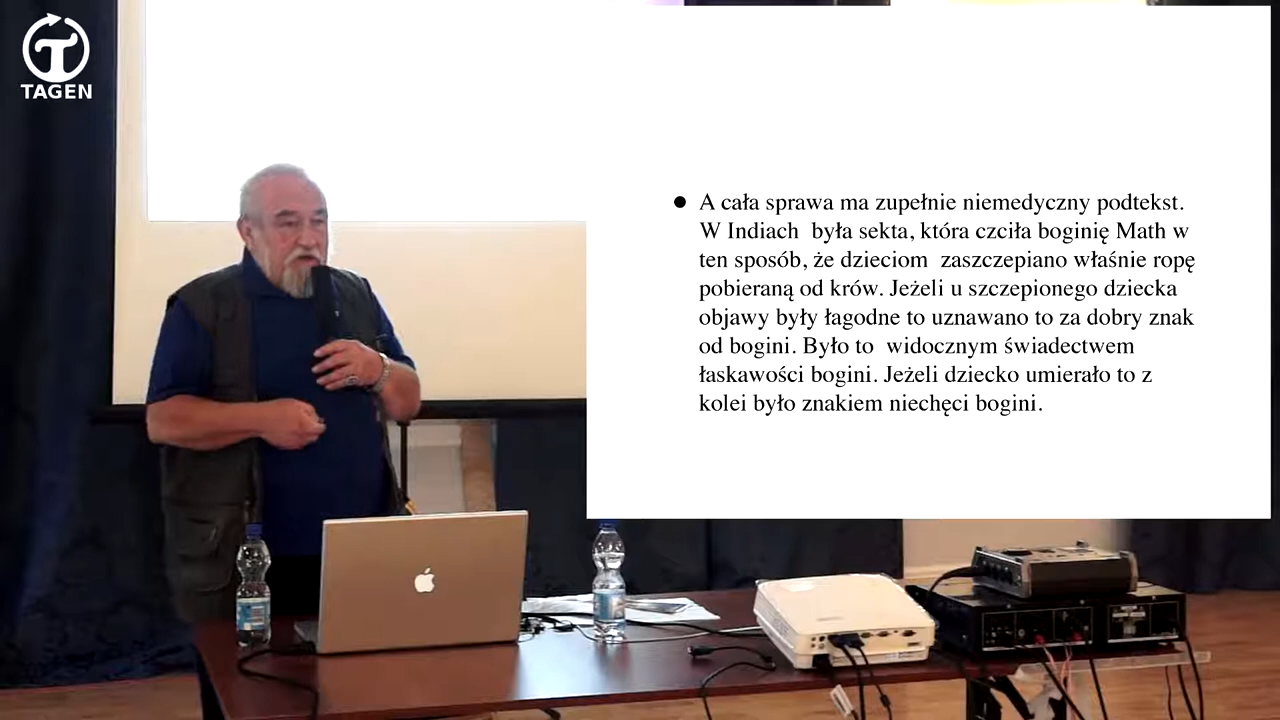 TAGEN
A cała sprawa ma zupełnie niemedyczny podtekst.
W Indiach  była sekta, która czciła boginię Math w
ten sposób, że dzieciom  zaszczepiano właśnie ropę
pobieraną od krów. Jeżeli u szczepionego dziecka
objawy były łagodne to uznawano to za dobry znak
od bogini. Było to  widocznym świadectwem
łaskawości bogini. Jeżeli dziecko umierało to z
kolei było znakiem niechęci bogini.